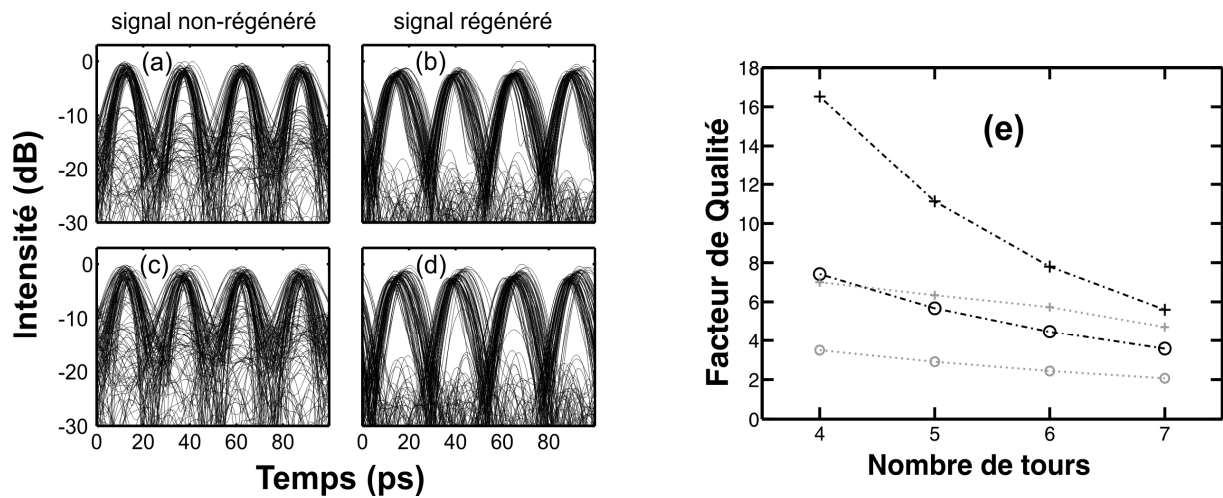 signal non-régénéré
signal régénéré
Intensité (dB)
0
-10
-20
-30
(a)
(b)
0
-10
-20
-30
(c)
(d)
0 20 40 60 80
0 20 40 60 80
Temps (ps)
Facteur de Qualité
18
16
14
12
10
8
6
4
2
0
(e)
4 5 6 7
Nombre de tours